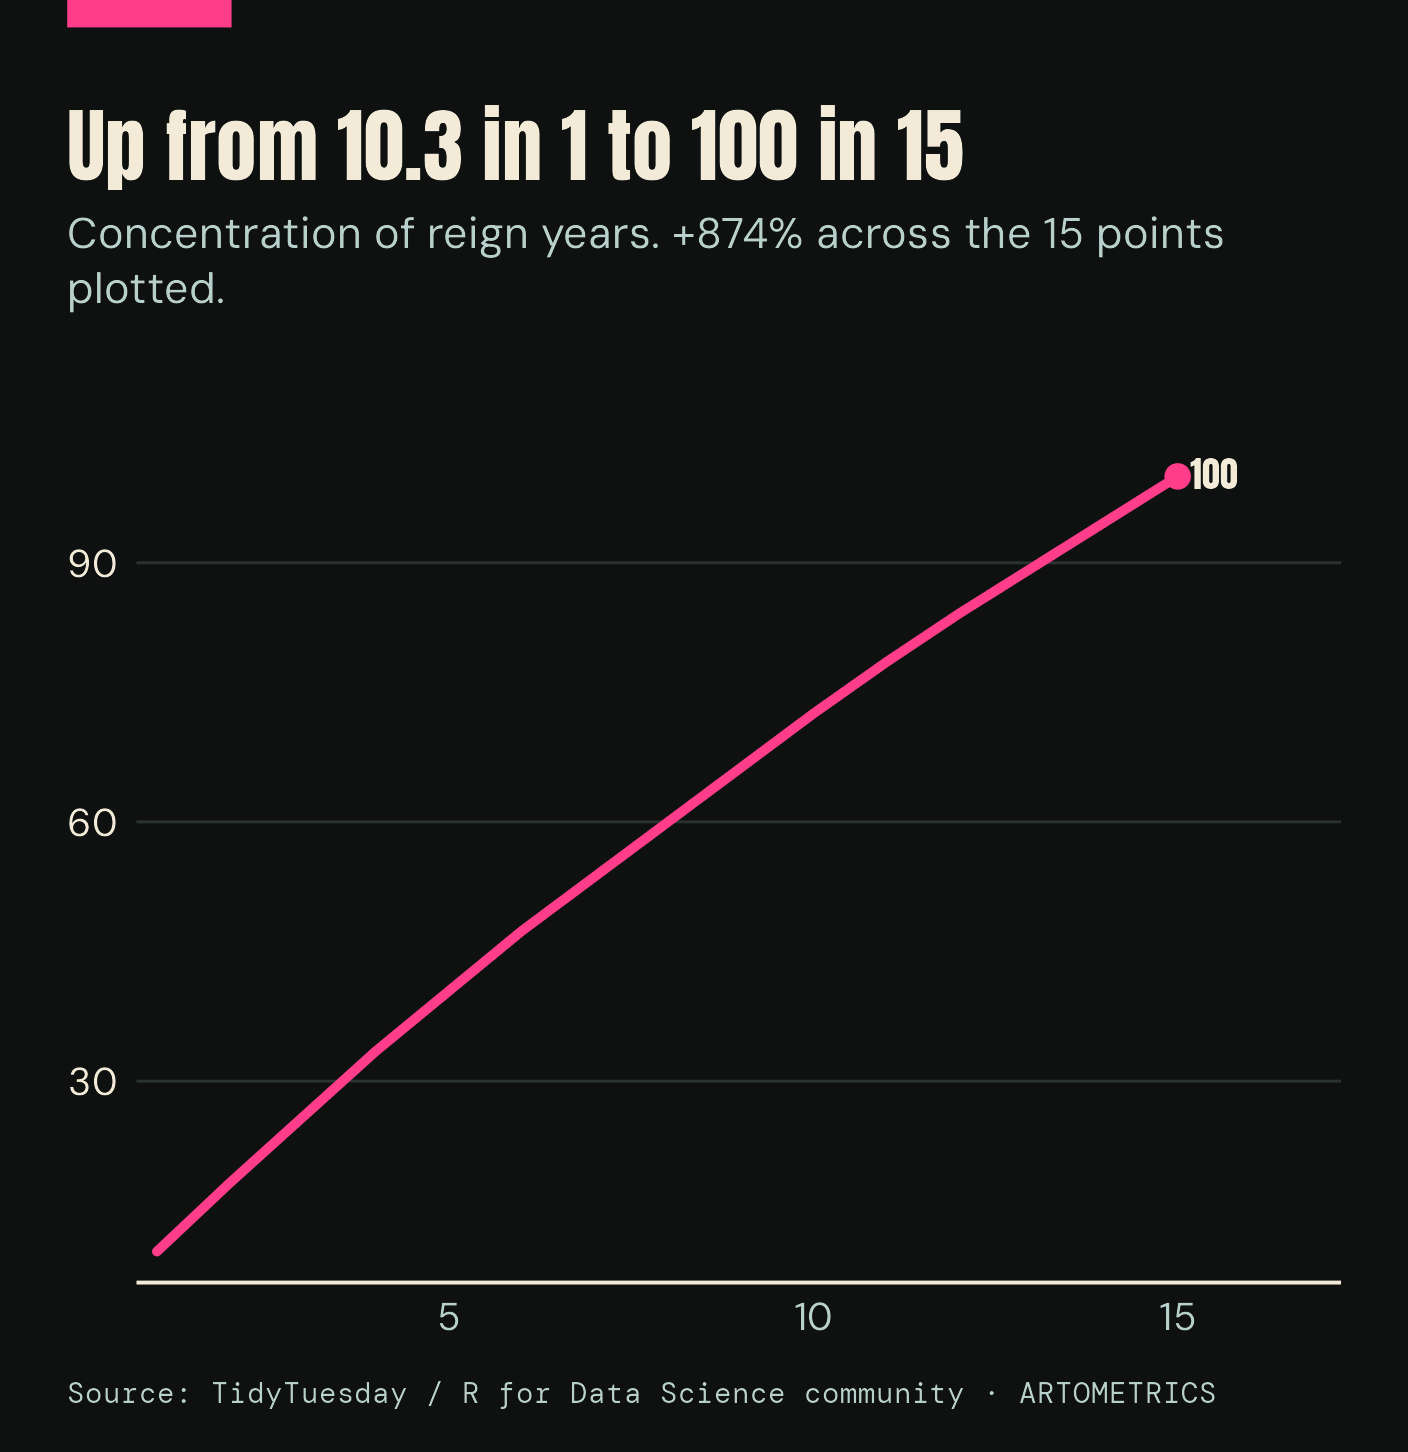 Up from 10.3 in 1 to 100 in 15
Concentration of reign years. +874% across the 15 points
plotted.
100
90
60
30
5 10 15
Source: TidyTuesday / R for Data Science community · ARTOMETRICS